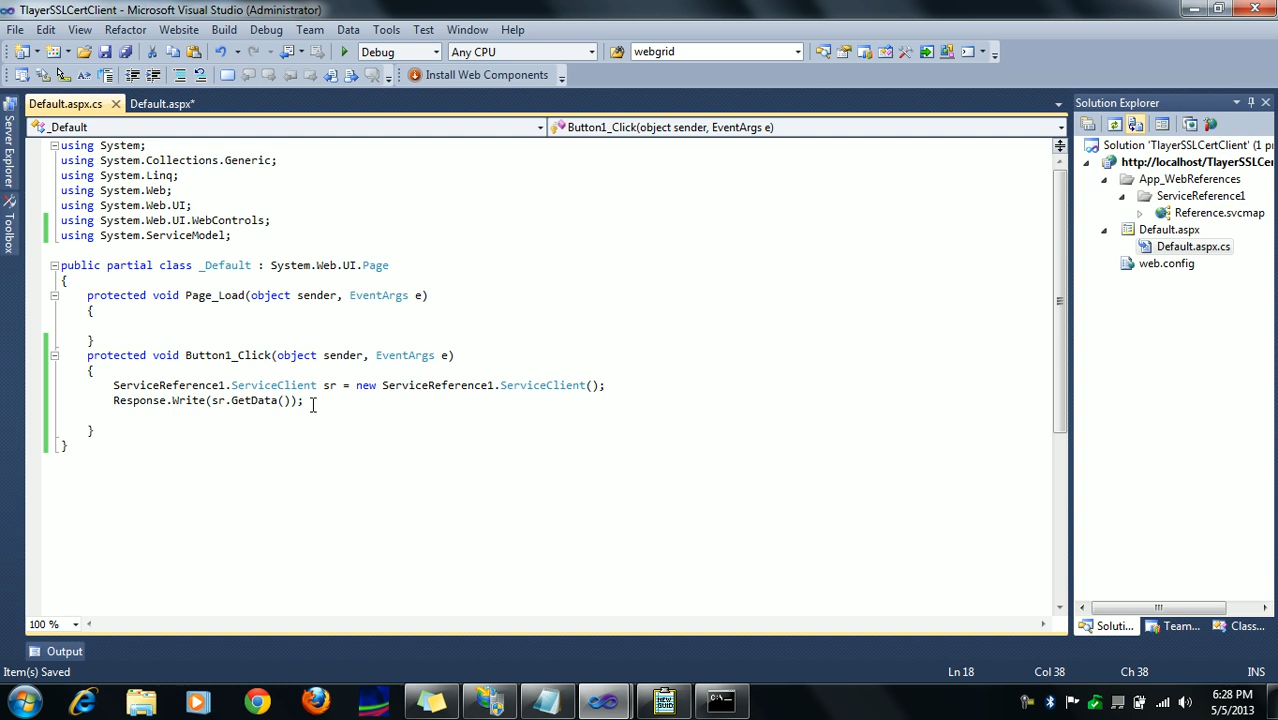 TlayerSSLCertClient - Microsoft Visual Studio (Administrator)
File Edit View Refactor Website Build Debug Team Data Tools Test Window Help
Debug Any CPU webgrid
Install Web Components
Default.aspx.cs Default.aspx*
_Default Button1_Click(object sender, EventArgs e)
using System;
using System.Collections.Generic;
using System.Linq;
using System.Web;
using System.Web.UI;
using System.Web.UI.WebControls;
using System.ServiceModel;
public partial class _Default : System.Web.UI.Page
{
protected void Page_Load(object sender, EventArgs e)
{
}
protected void Button1_Click(object sender, EventArgs e)
{
ServiceReference1.ServiceClient sr = new ServiceReference1.ServiceClient();
Response.Write(sr.GetData());
}
}
Server Explorer
Toolbox
Solution Explorer
Solution 'TlayerSSLCertClient' (1 p
http://localhost/TlayerSSLCer
App_WebReferences
ServiceReference1
Reference.svcmap
Default.aspx
Default.aspx.cs
web.config
Soluti... Team... Class...
100 %
Output
Item(s) Saved Ln 18 Col 38 Ch 38 INS
NEW GUID
C:\_
6:28 PM
5/5/2013